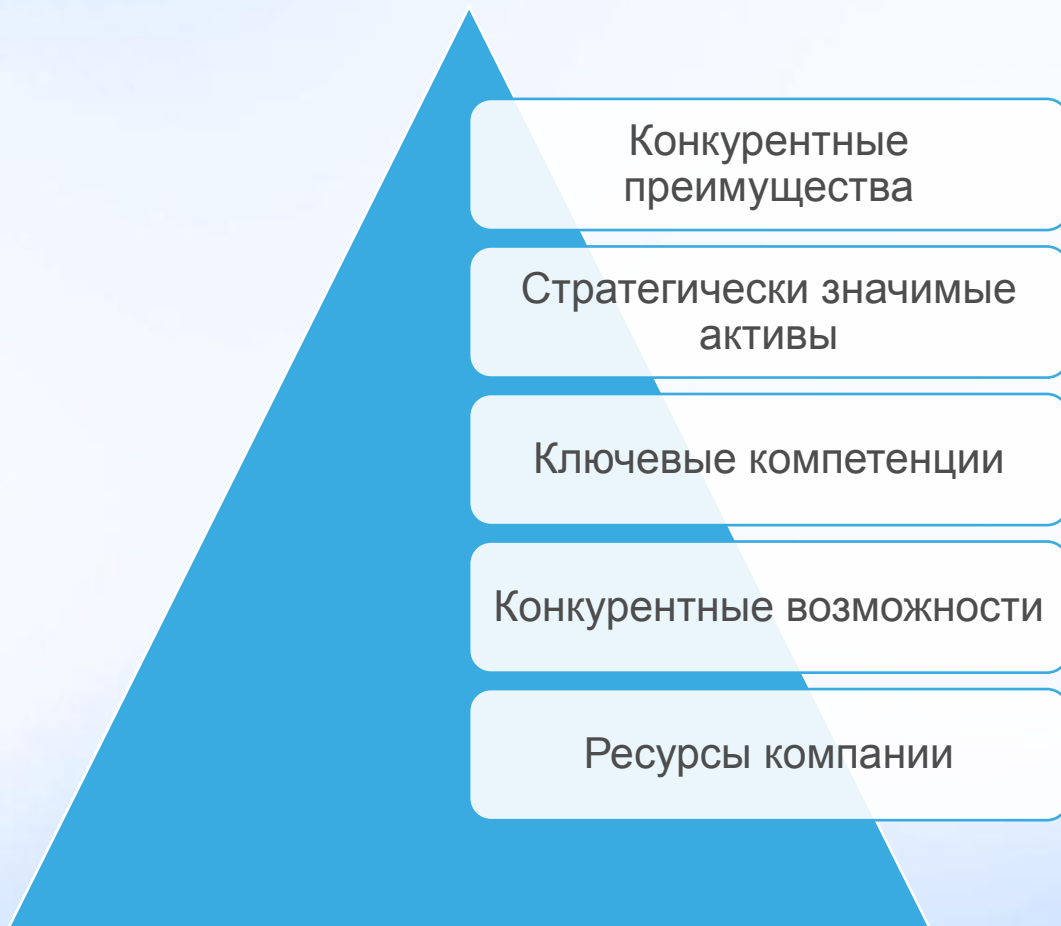 Конкурентные
преимущества
Стратегически значимые
активы
Ключевые компетенции
Конкурентные возможности
Ресурсы компании